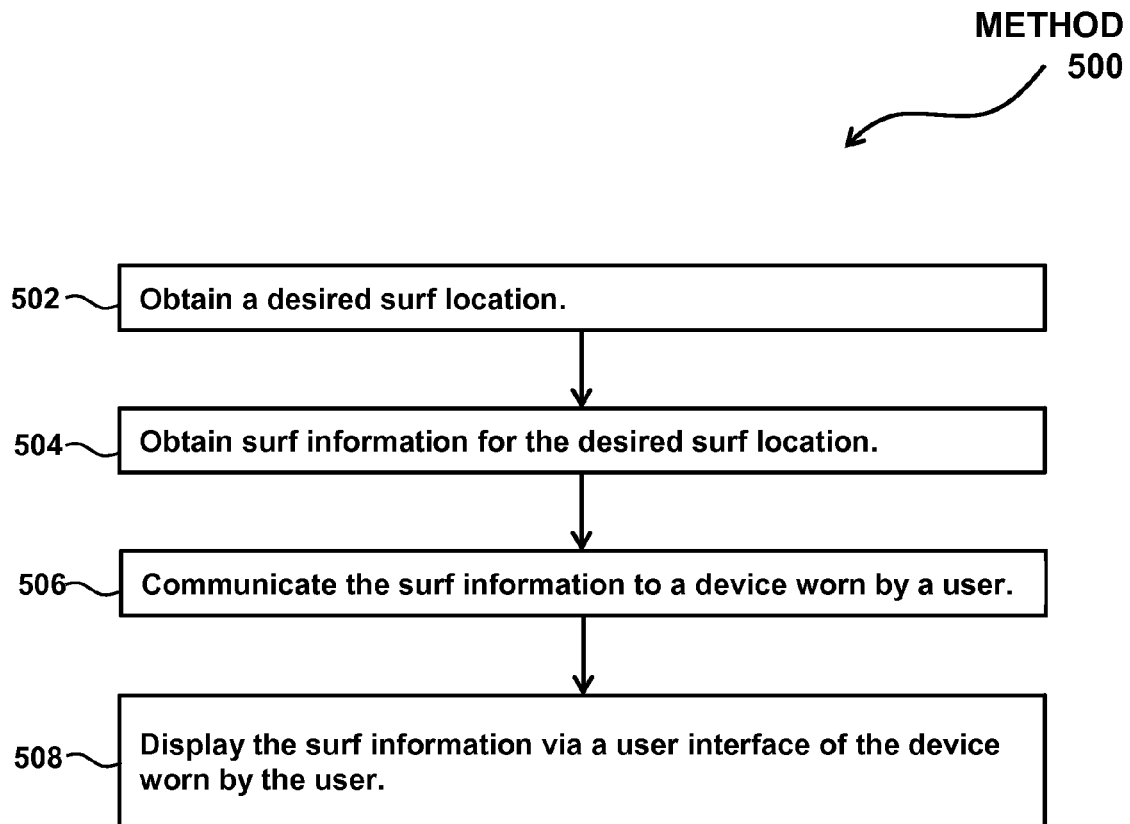 METHOD
500
502
Obtain a desired surf location.
504
Obtain surf information for the desired surf location.
506
Communicate the surf information to a device worn by a user.
508
Display the surf information via a user interface of the device
worn by the user.